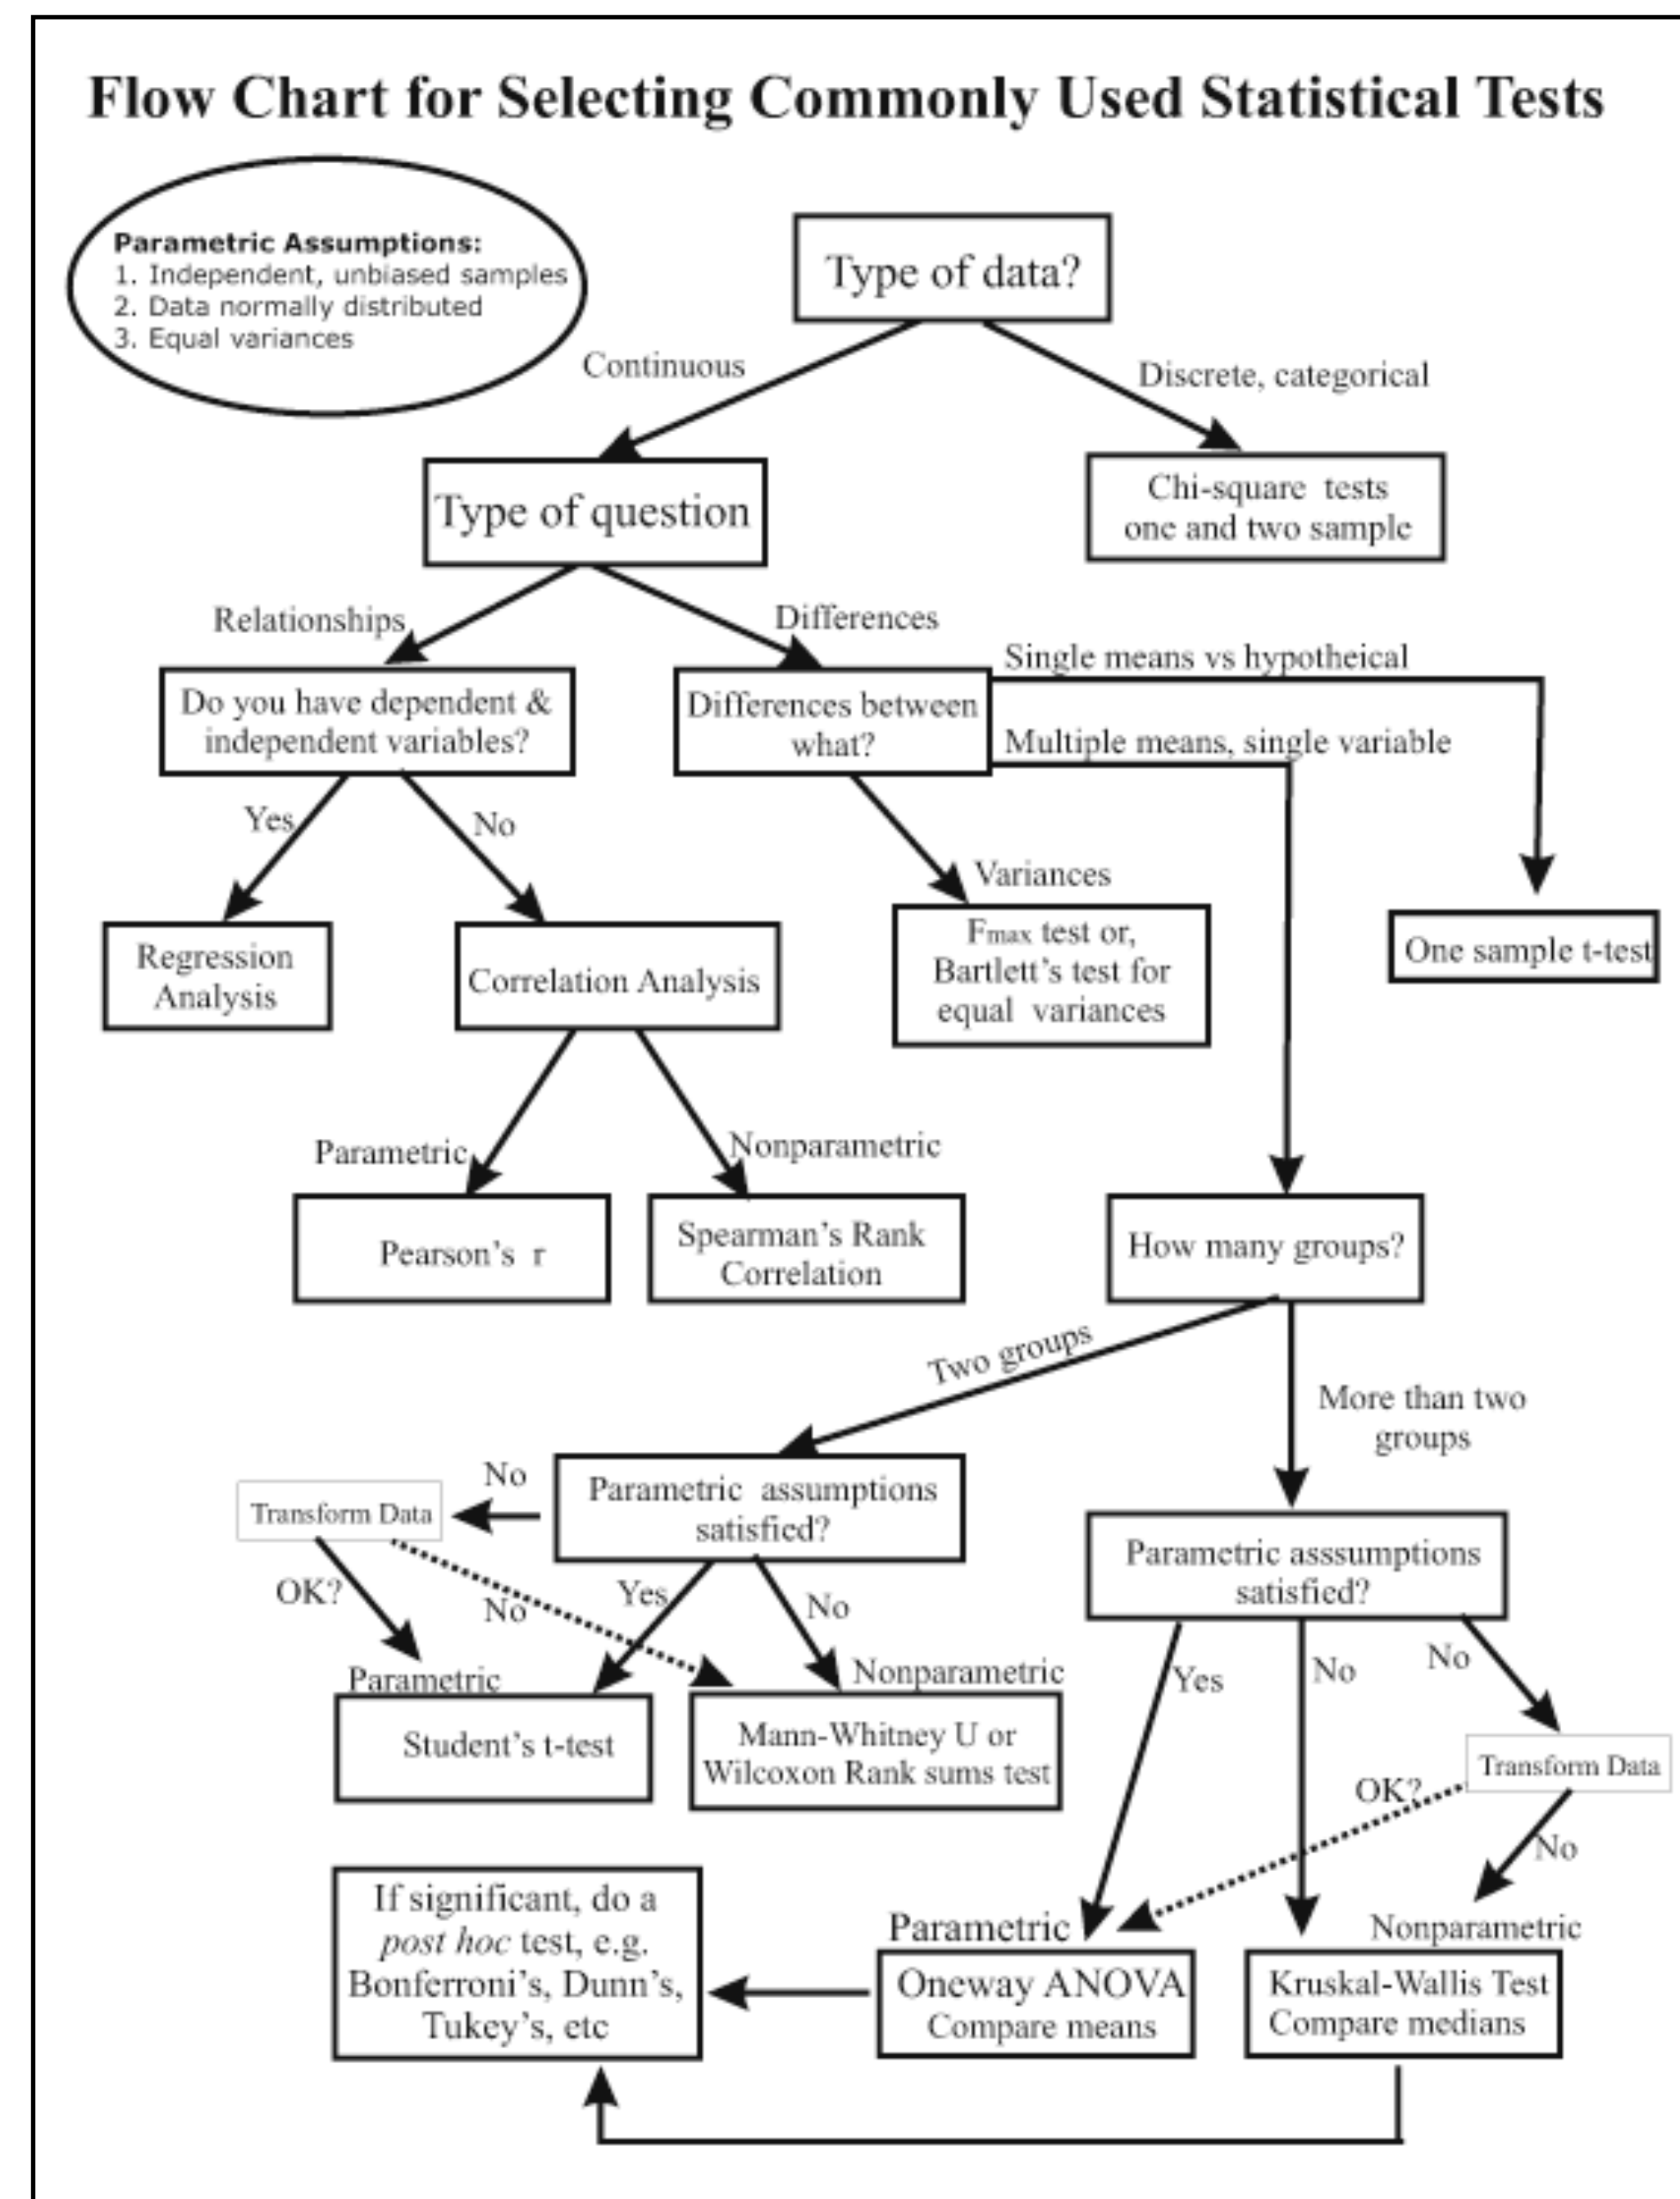 Flow Chart for Selecting Commonly Used Statistical Tests
Parametric Assumptions:
1. Independent, unbiased samples
2. Data normally distributed
3. Equal variances
Type of data?
Continuous
Discrete, categorical
Type of question
Chi-square tests
one and two sample
Relationships
Differences
Do you have dependent &
independent variables?
Differences between
what?
Single means vs hypotheical
Multiple means, single variable
Yes
No
Variances
Regression
Analysis
Correlation Analysis
Fmax test or,
Bartlett's test for
equal variances
One sample t-test
Parametric
Nonparametric
Pearson's r
Spearman's Rank
Correlation
How many groups?
Two groups
More than two
groups
Parametric assumptions
satisfied?
No
Transform Data
OK?
No
Yes
No
Parametric
Nonparametric
Student's t-test
Mann-Whitney U or
Wilcoxon Rank sums test
Parametric asssumptions
satisfied?
Yes
No
No
Transform Data
OK?
No
Parametric
Nonparametric
If significant, do a
post hoc test, e.g.
Bonferroni's, Dunn's,
Tukey's, etc
Oneway ANOVA
Compare means
Kruskal-Wallis Test
Compare medians